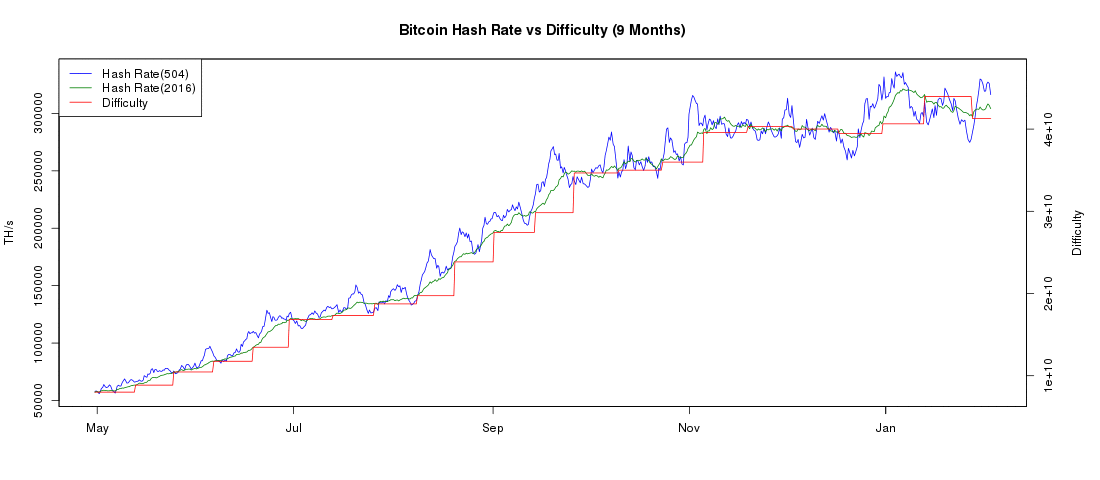 Bitcoin Hash Rate vs Difficulty (9 Months)
Hash Rate(504)
Hash Rate(2016)
Difficulty
TH/s
50000
100000
150000
200000
250000
300000
1e+10
2e+10
3e+10
4e+10
Difficulty
May
Jul
Sep
Nov
Jan